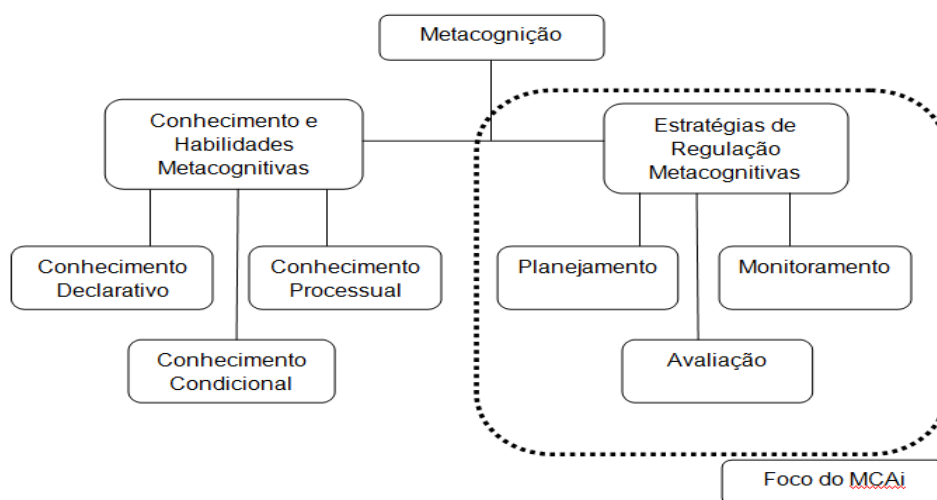 Metacognição
Conhecimento e
Habilidades
Metacognitivas
Estratégias de
Regulação
Metacognitivas
Conhecimento
Declarativo
Conhecimento
Processual
Planejamento
Monitoramento
Conhecimento
Condicional
Avaliação
Foco do MCAi